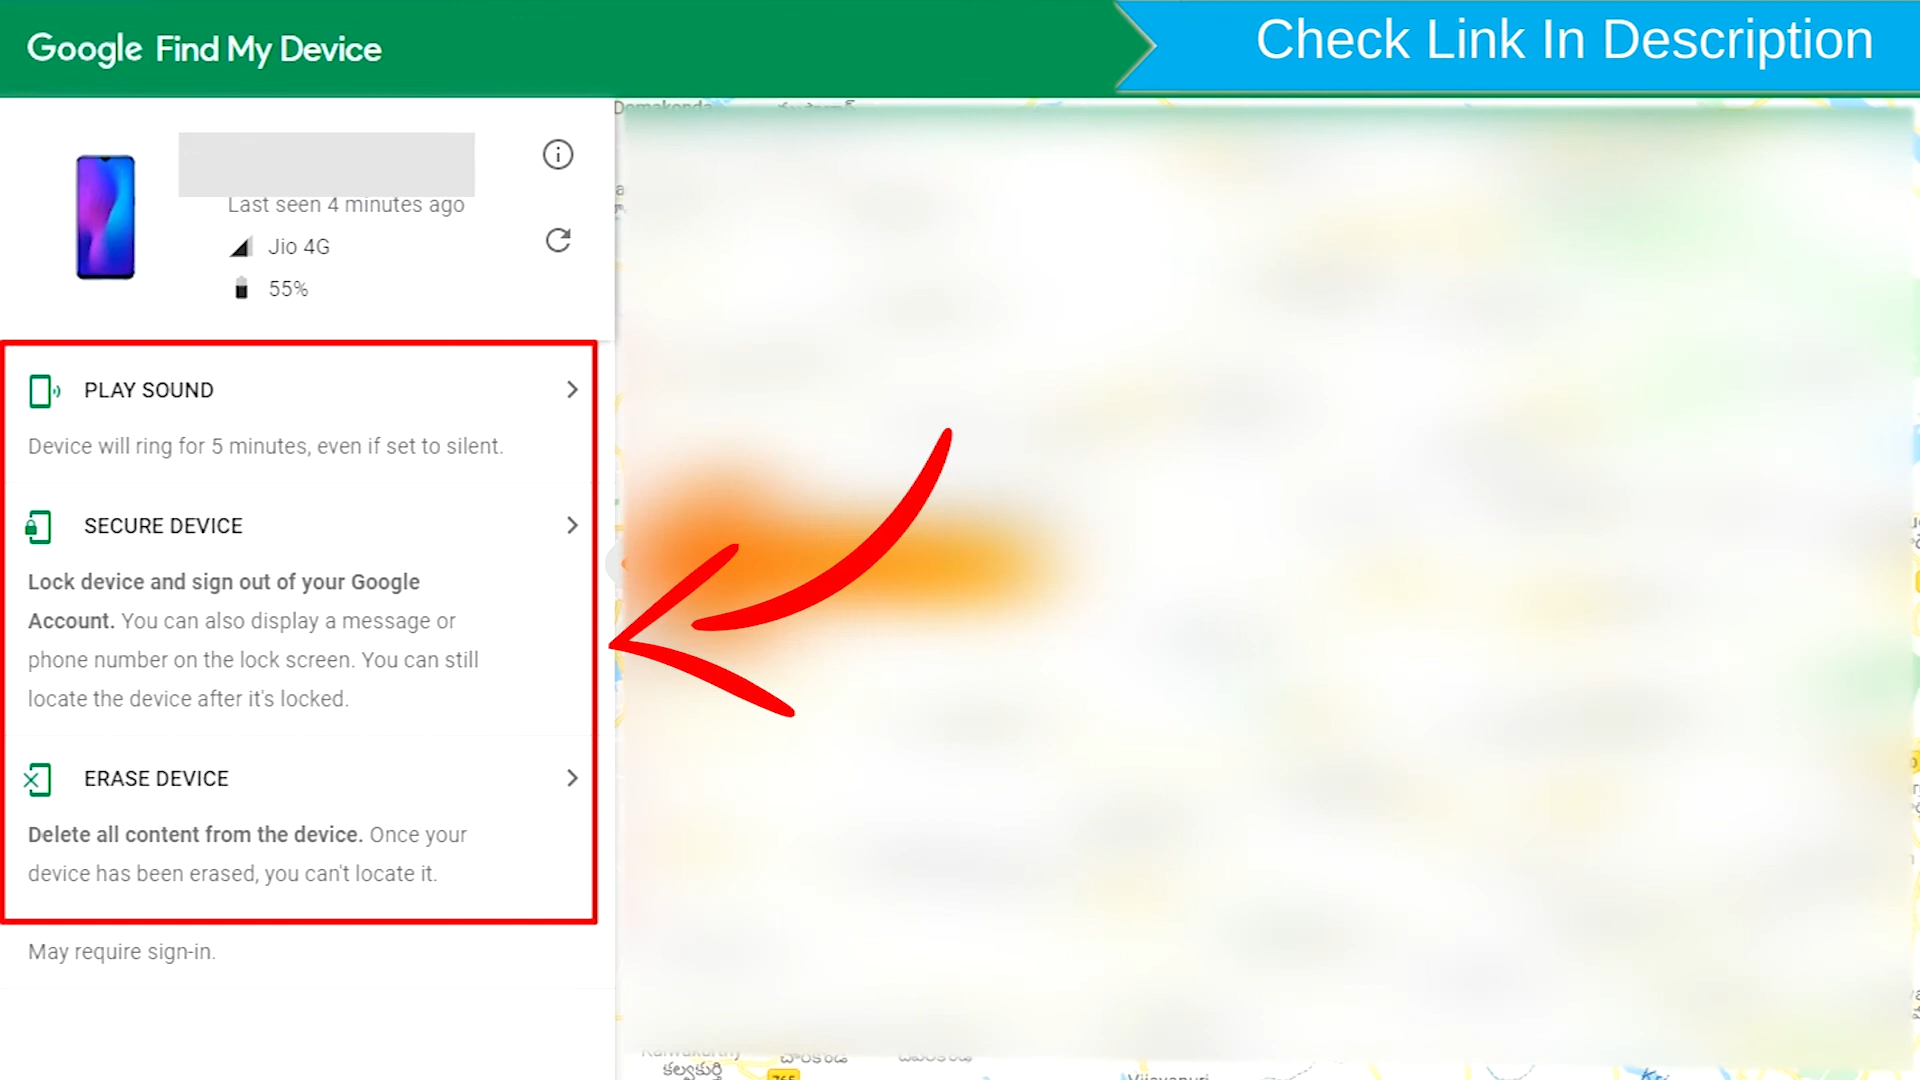 Google Find My Device
Check Link In Description
Last seen 4 minutes ago
Jio 4G
55%
PLAY SOUND
Device will ring for 5 minutes, even if set to silent.
SECURE DEVICE
Lock device and sign out of your Google
Account. You can also display a message or
phone number on the lock screen. You can still
locate the device after it's locked.
ERASE DEVICE
Delete all content from the device. Once your
device has been erased, you can't locate it.
May require sign-in.
Domakonda
కల్వకుర్తి
765